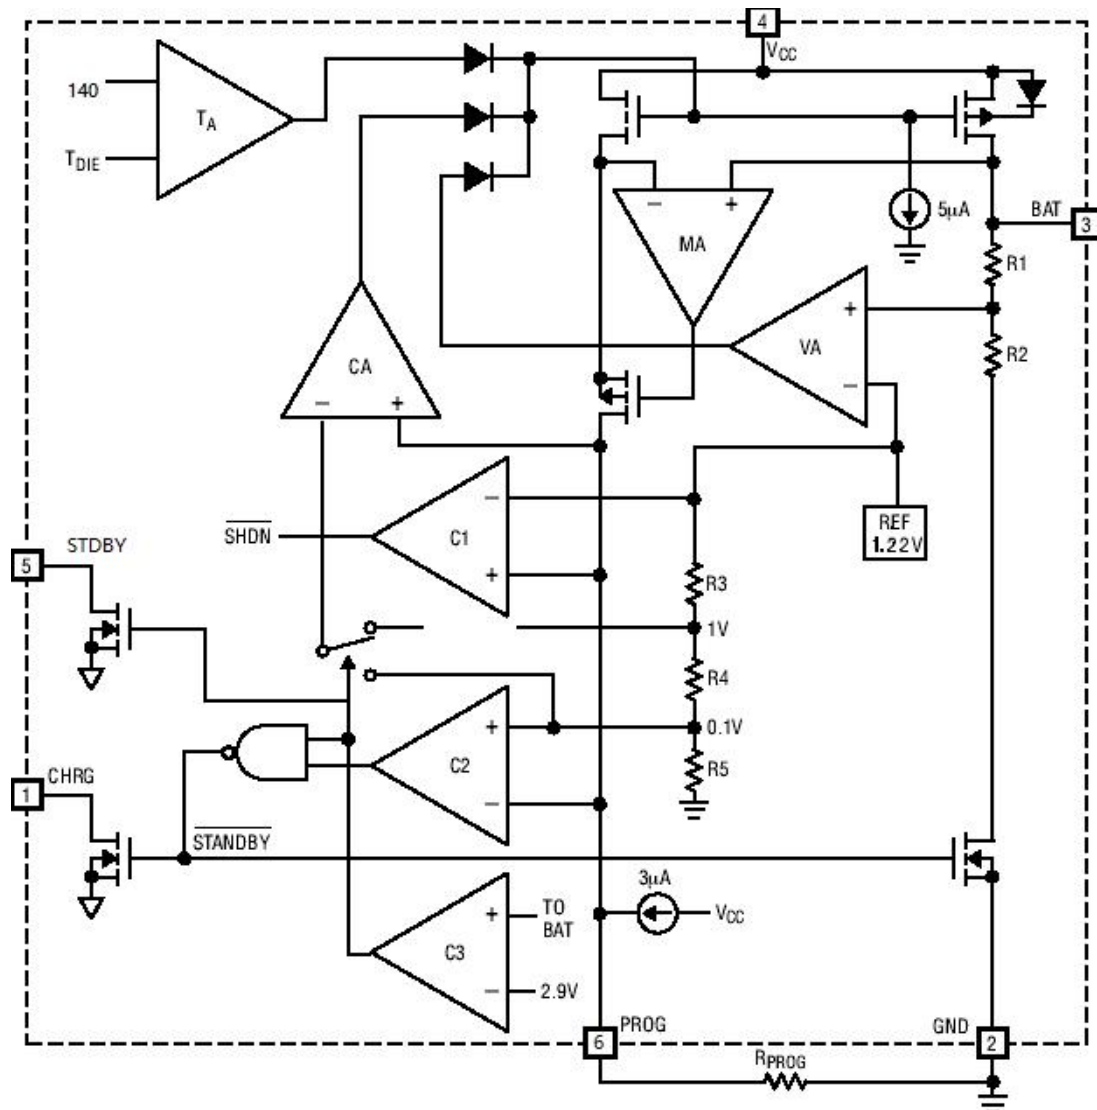 4
VCC
140
TA
TDIE
− +
MA
5µA
BAT
3
R1
+
VA
−
R2
CA
− +
−
C1
+
SHDN
REF
1.22V
STDBY
5
R3
1V
R4
+
0.1V
C2
−
R5
CHRG
1
STANDBY
3µA
VCC
+
TO
BAT
C3
−
2.9V
PROG
6
GND
2
RPROG